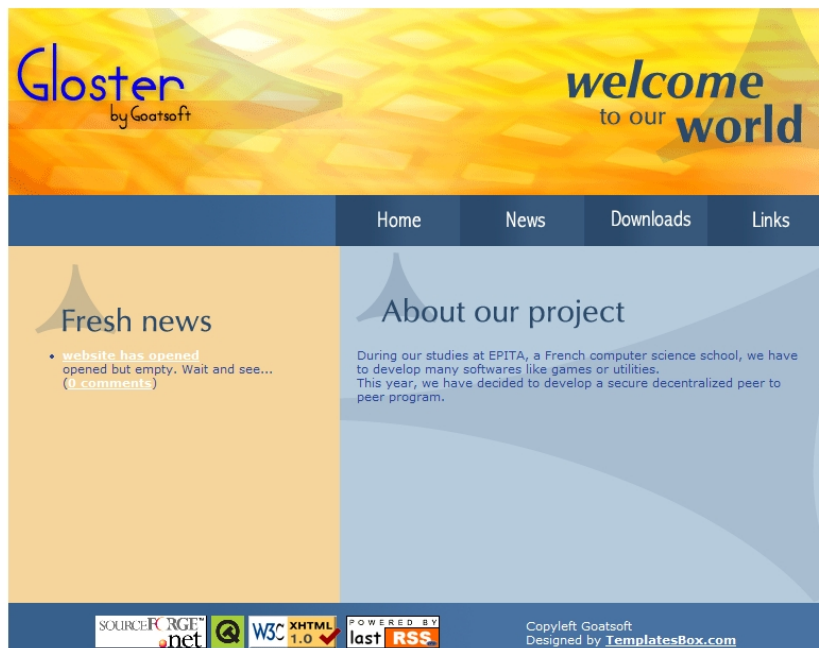 Gloster
by Goatsoft
welcome
to our world
Home News Downloads Links
Fresh news
• website has opened
opened but empty. Wait and see...
(0 comments)
About our project
During our studies at EPITA, a French computer science school, we have
to develop many softwares like games or utilities.
This year, we have decided to develop a secure decentralized peer to
peer program.
SOURCEFORGE™
.net
W3C XHTML
1.0
POWERED BY
last RSS
Copyleft Goatsoft
Designed by TemplatesBox.com